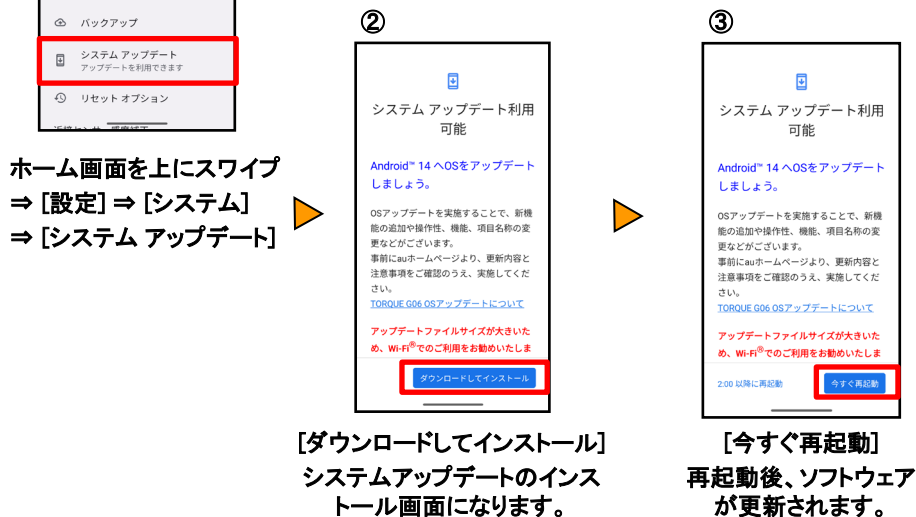 バックアップ
システム アップデート
アップデートを利用できます
リセット オプション
ホーム画面を上にスワイプ
⇒ [設定] ⇒ [システム]
⇒ [システム アップデート]
②
システム アップデート利用
可能
Android™ 14 へOSをアップデート
しましょう。
OSアップデートを実施することで、新機
能の追加や操作性、機能、項目名称の変
更などがございます。
事前にauホームページより、更新内容と
注意事項をご確認のうえ、実施してくだ
さい。
TORQUE G06 OSアップデートについて
アップデートファイルサイズが大きいた
め、Wi-Fi®でのご利用をお勧めいたしま
ダウンロードしてインストール
[ダウンロードしてインストール]
システムアップデートのインス
トール画面になります。
③
システム アップデート利用
可能
Android™ 14 へOSをアップデート
しましょう。
OSアップデートを実施することで、新機
能の追加や操作性、機能、項目名称の変
更などがございます。
事前にauホームページより、更新内容と
注意事項をご確認のうえ、実施してくだ
さい。
TORQUE G06 OSアップデートについて
アップデートファイルサイズが大きいた
め、Wi-Fi®でのご利用をお勧めいたしま
2:00 以降に再起動
今すぐ再起動
[今すぐ再起動]
再起動後、ソフトウェア
が更新されます。